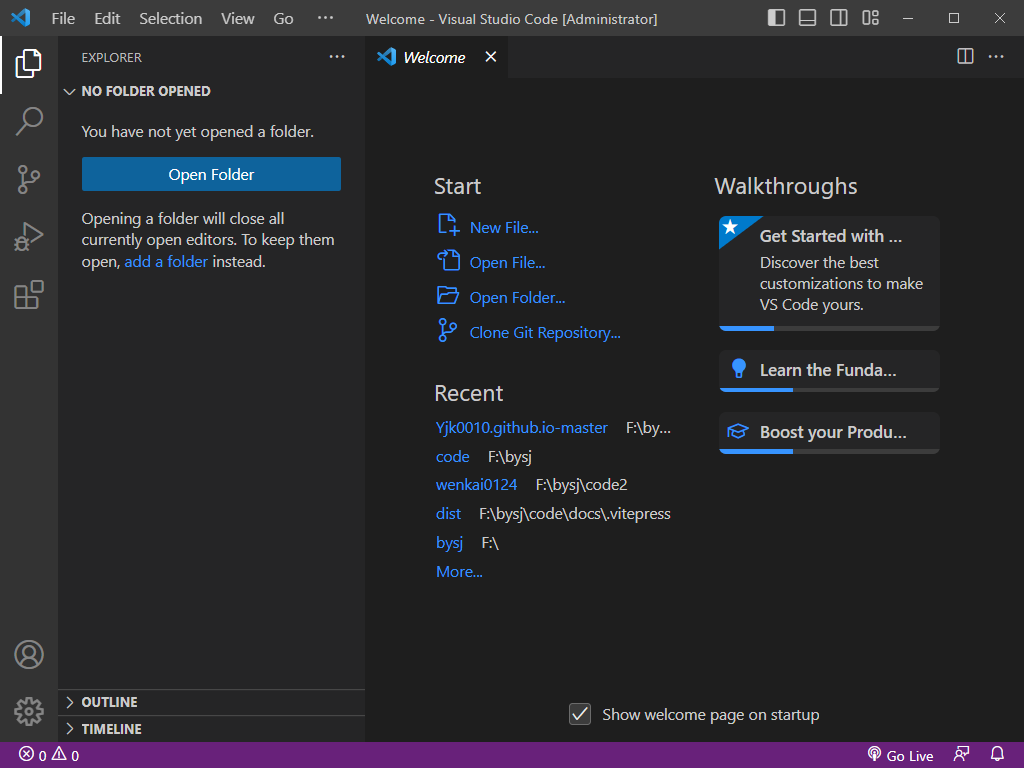 File Edit Selection View Go ··· Welcome - Visual Studio Code [Administrator]
EXPLORER
NO FOLDER OPENED
You have not yet opened a folder.
Open Folder
Opening a folder will close all
currently open editors. To keep them
open, add a folder instead.
OUTLINE
TIMELINE
Welcome
Start
New File...
Open File...
Open Folder...
Clone Git Repository...
Recent
Yjk0010.github.io-master F:\by...
code F:\bysj
wenkai0124 F:\bysj\code2
dist F:\bysj\code\docs\.vitepress
bysj F:\
More...
Walkthroughs
Get Started with ...
Discover the best
customizations to make
VS Code yours.
Learn the Funda...
Boost your Produ...
Show welcome page on startup
0 0 Go Live